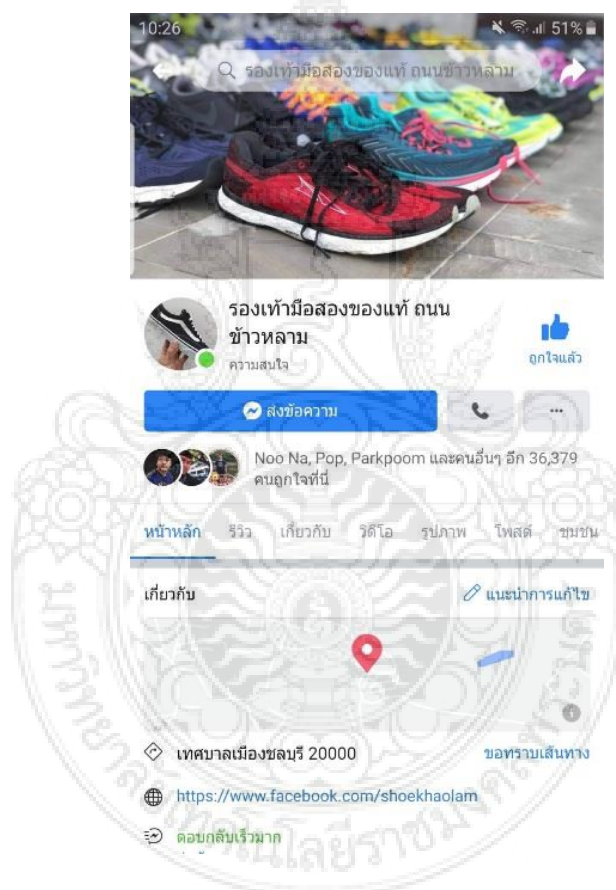 10:26
51%
รองเท้ามือสองของแท้ ถนนข้าวหลาม
รองเท้ามือสองของแท้ ถนน
ข้าวหลาม
ความสนใจ
ถูกใจแล้ว
ส่งข้อความ
Noo Na, Pop, Parkpoom และคนอื่นๆ อีก 36,379
คนถูกใจที่นี่
หน้าหลัก รีวิว เกี่ยวกับ วิดีโอ รูปภาพ โพสต์ ชุมชน
เกี่ยวกับ แนะนำการแก้ไข
เทศบาลเมืองชลบุรี 20000 ขอทราบเส้นทาง
https://www.facebook.com/shoekhaolam
ตอบกลับเร็วมาก